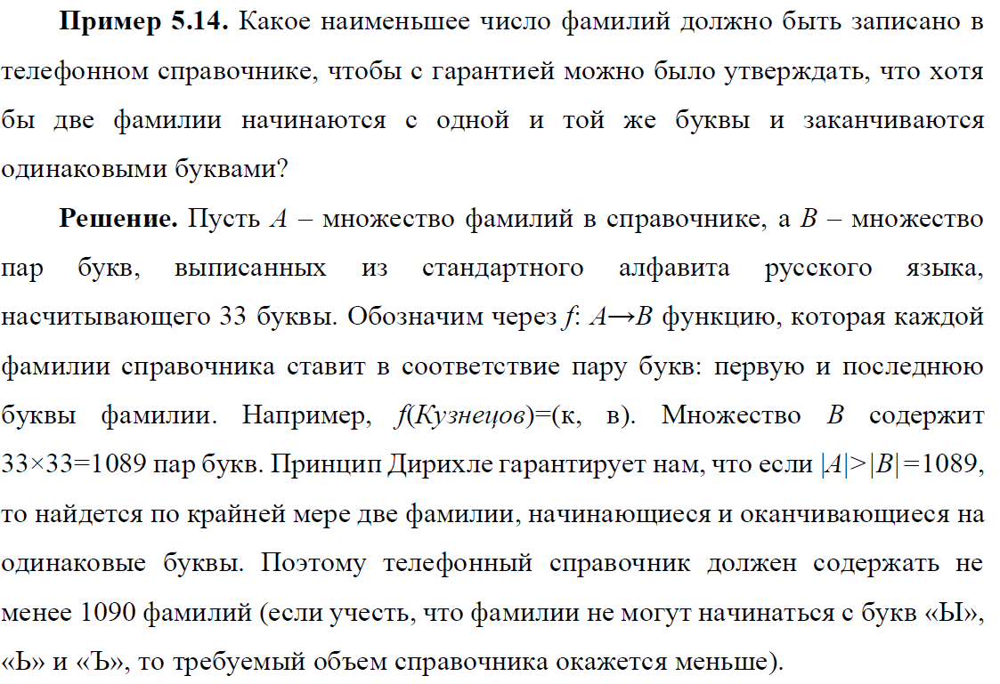 Пример 5.14. Какое наименьшее число фамилий должно быть записано в
телефонном справочнике, чтобы с гарантией можно было утверждать, что хотя
бы две фамилии начинаются с одной и той же буквы и заканчиваются
одинаковыми буквами?
Решение. Пусть A – множество фамилий в справочнике, а B – множество
пар букв, выписанных из стандартного алфавита русского языка,
насчитывающего 33 буквы. Обозначим через f: A→B функцию, которая каждой
фамилии справочника ставит в соответствие пару букв: первую и последнюю
буквы фамилии. Например, f(Кузнецов)=(к, в). Множество B содержит
33×33=1089 пар букв. Принцип Дирихле гарантирует нам, что если |A|>|B|=1089,
то найдется по крайней мере две фамилии, начинающиеся и оканчивающиеся на
одинаковые буквы. Поэтому телефонный справочник должен содержать не
менее 1090 фамилий (если учесть, что фамилии не могут начинаться с букв «Ы»,
«Ь» и «Ъ», то требуемый объем справочника окажется меньше).